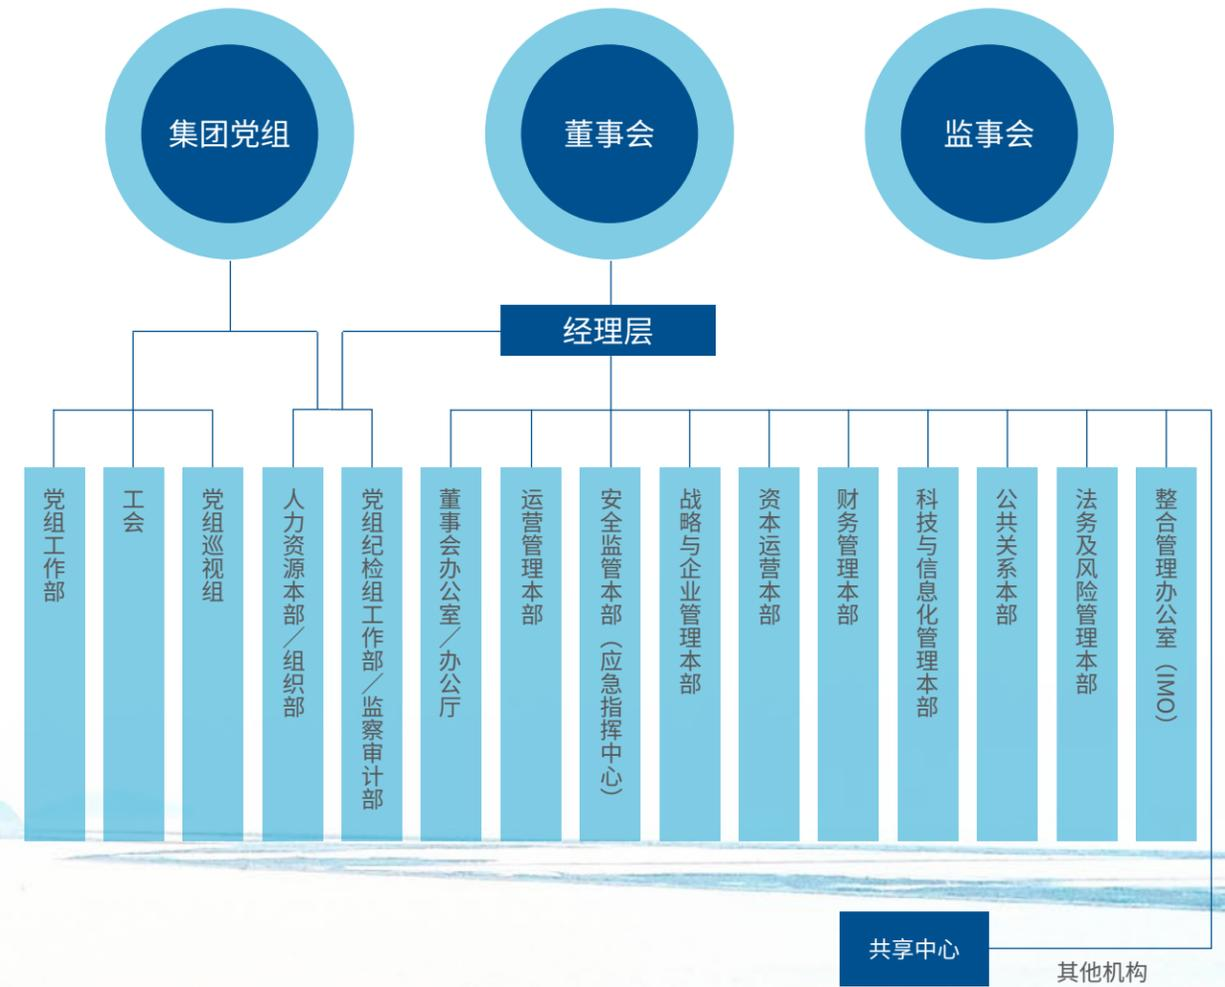 集团党组
董事会
监事会
经理层
党组工作部
工会
党组巡视组
人力资源本部／组织部
党组纪检组工作部／监察审计部
董事会办公室／办公厅
运营管理本部
安全监管本部（应急指挥中心）
战略与企业管理本部
资本运营本部
财务管理本部
科技与信息化管理本部
公共关系本部
法务及风险管理本部
整合管理办公室（IMO）
共享中心
其他机构